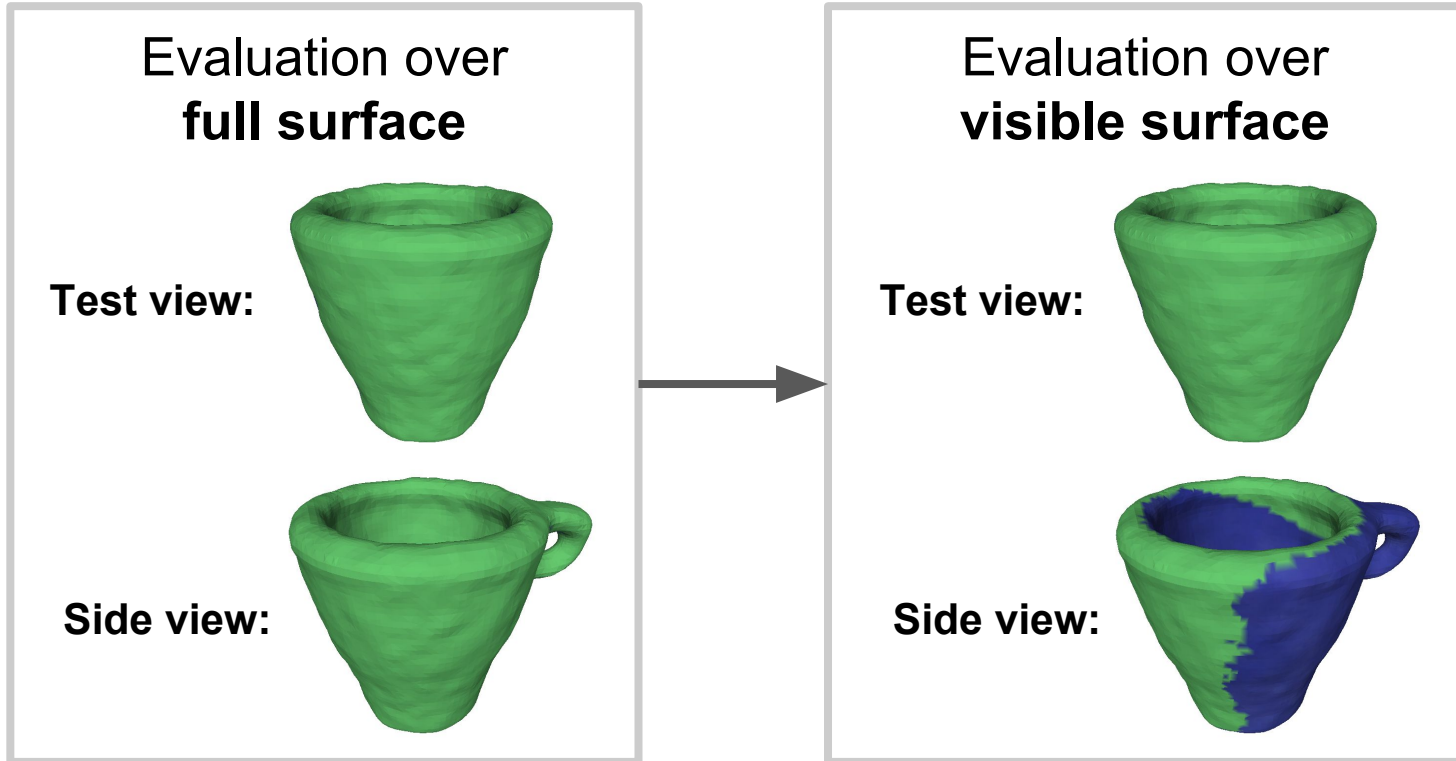 Evaluation over
full surface
Test view:
Side view:
Evaluation over
visible surface
Test view:
Side view: